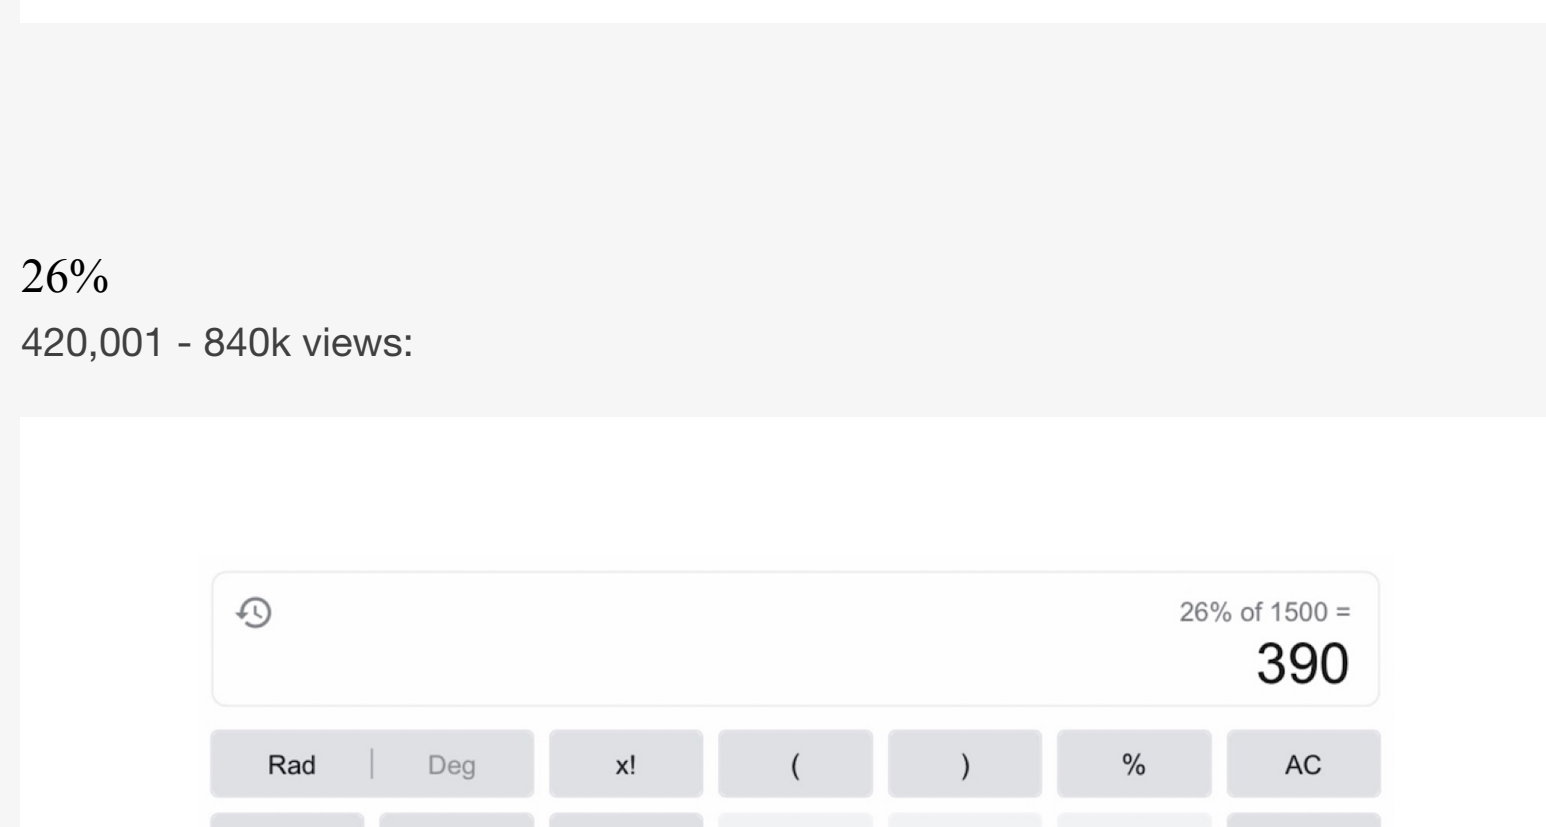 26%
420,001 - 840k views:
26% of 1500 =
390
Rad | Deg x! ( ) % AC